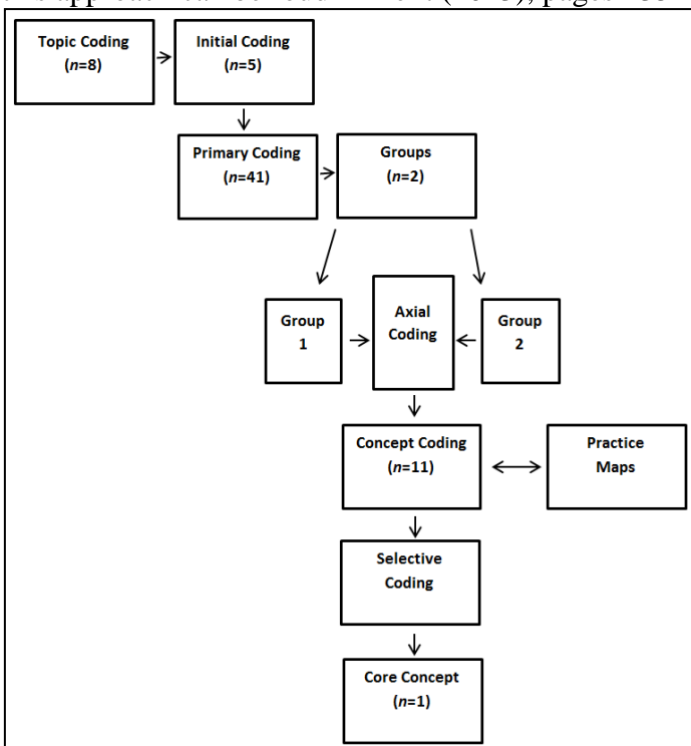 Topic Coding
(n=8)
Initial Coding
(n=5)
Primary Coding
(n=41)
Groups
(n=2)
Group
1
Axial
Coding
Group
2
Concept Coding
(n=11)
Practice
Maps
Selective
Coding
Core Concept
(n=1)